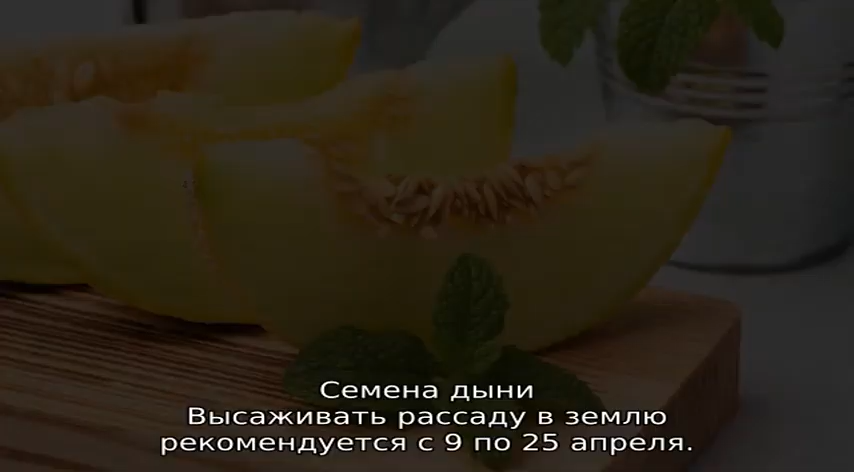 Семена дыни
Высаживать рассаду в землю
рекомендуется с 9 по 25 апреля.